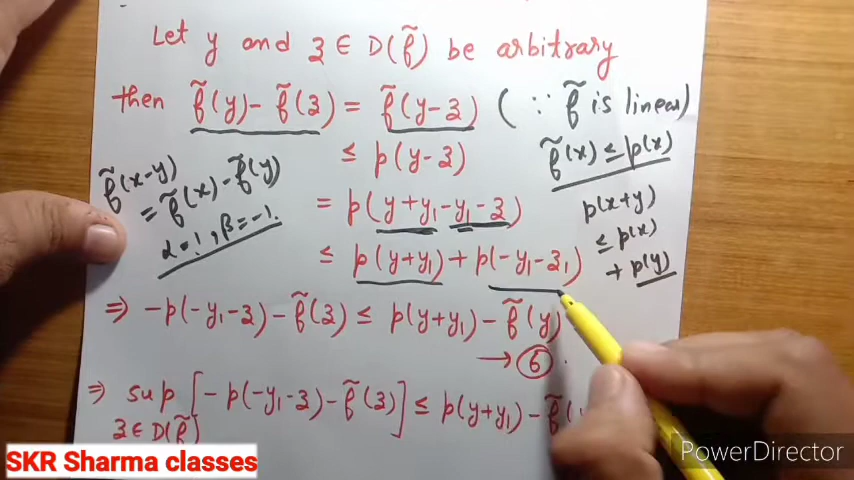 Let y and z ∈ D(f̃) be arbitrary
then f̃(y) - f̃(z) = f̃(y-z) (∵ f̃ is linear)
≤ p(y-z)
f̃(x) ≤ p(x)
f̃(x-y)
= f̃(x) - f̃(y)
α=1, β=-1.
= p(y+y₁-y₁-z)
p(x+y)
≤ p(x)
+ p(y)
≤ p(y+y₁) + p(-y₁-z₁)
⇒ -p(-y₁-z) - f̃(z) ≤ p(y+y₁) - f̃(y)
→ ⑥.
⇒ sup [-p(-y₁-z) - f̃(z)] ≤ p(y+y₁) - f̃(
z ∈ D(f̃)
SKR Sharma classes
PowerDirector